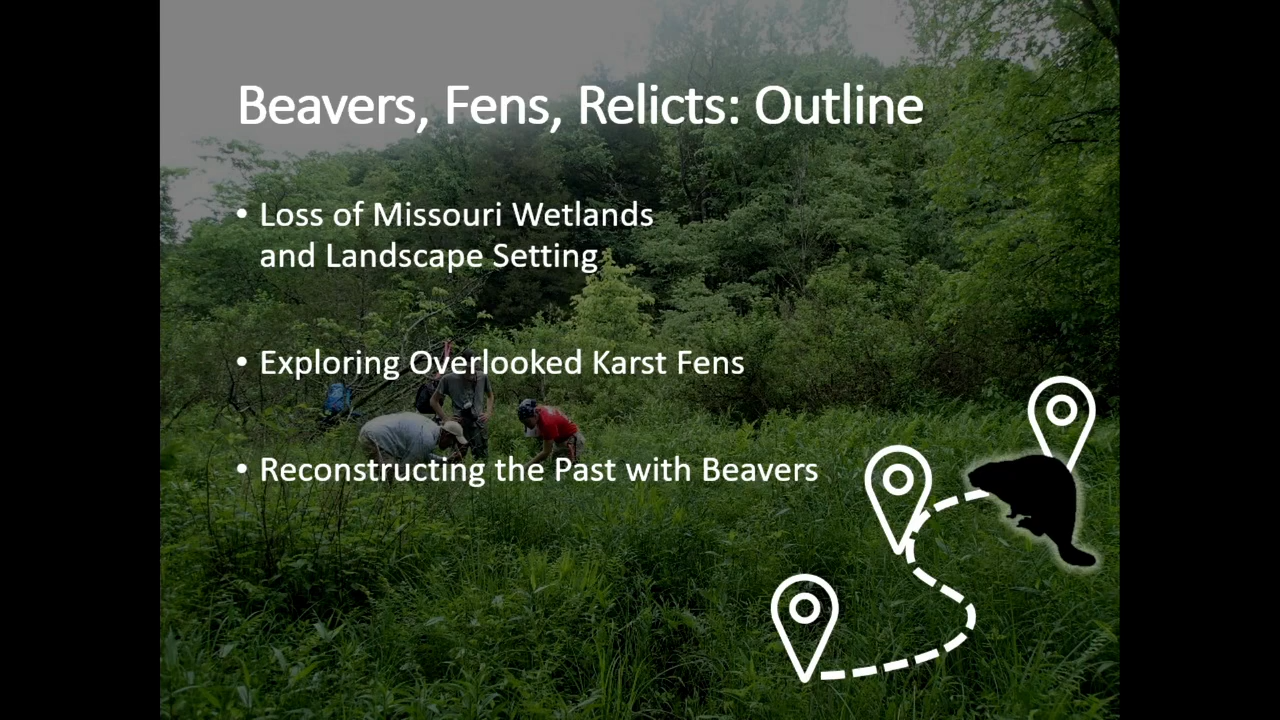 Beavers, Fens, Relicts: Outline
• Loss of Missouri Wetlands
and Landscape Setting
• Exploring Overlooked Karst Fens
• Reconstructing the Past with Beavers